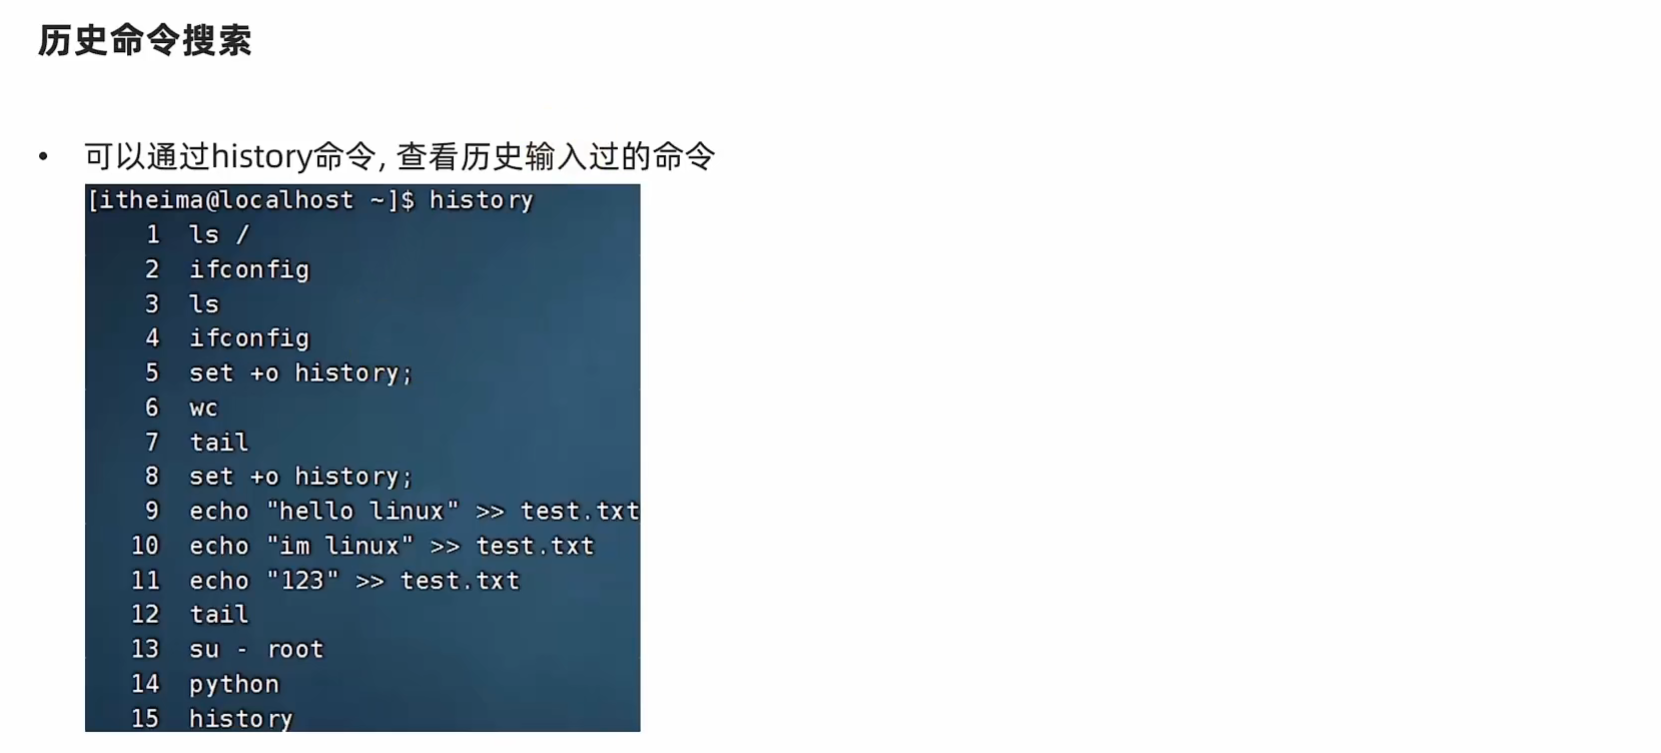 历史命令搜索
• 可以通过history命令, 查看历史输入过的命令
[itheima@localhost ~]$ history
1 ls /
2 ifconfig
3 ls
4 ifconfig
5 set +o history;
6 wc
7 tail
8 set +o history;
9 echo "hello linux" >> test.txt
10 echo "im linux" >> test.txt
11 echo "123" >> test.txt
12 tail
13 su - root
14 python
15 history